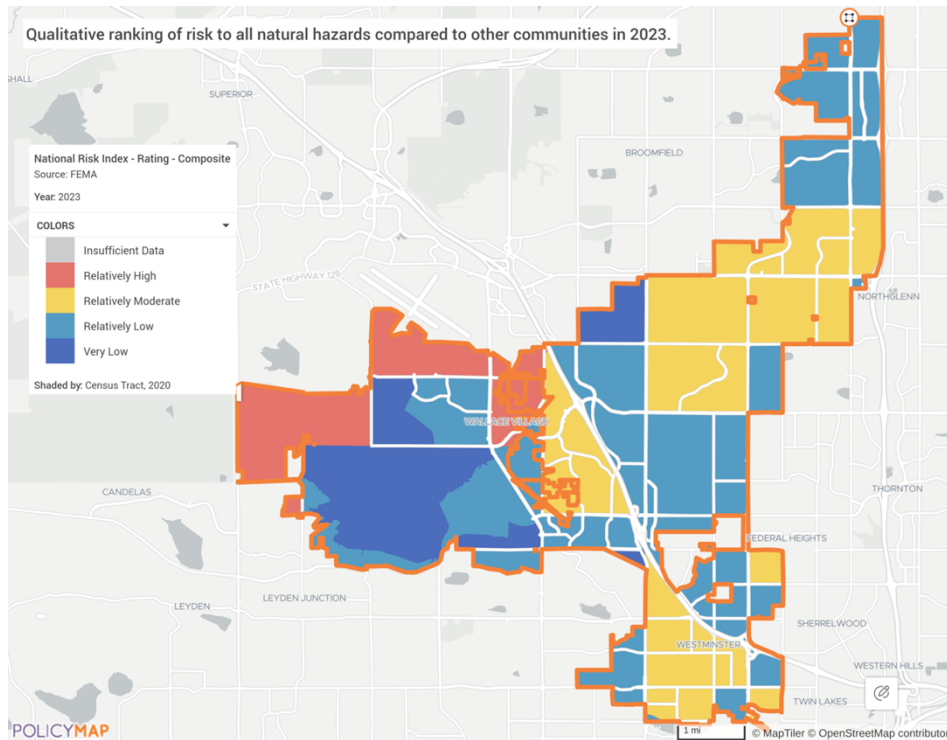 Qualitative ranking of risk to all natural hazards compared to other communities in 2023.
SHALL
SUPERIOR
National Risk Index - Rating - Composite
Source: FEMA
Year: 2023
COLORS
Insufficient Data
Relatively High
Relatively Moderate
Relatively Low
Very Low
Shaded by: Census Tract, 2020
BROOMFIELD
STATE HIGHWAY 128
NORTHGLENN
WALLACE VILLAGE
CANDELAS
THORNTON
FEDERAL HEIGHTS
LEYDEN
LEYDEN JUNCTION
SHERRELWOOD
WESTMINSTER
WESTERN HILLS
TWIN LAKES
POLICYMAP
1 mi
© MapTiler © OpenStreetMap contributo